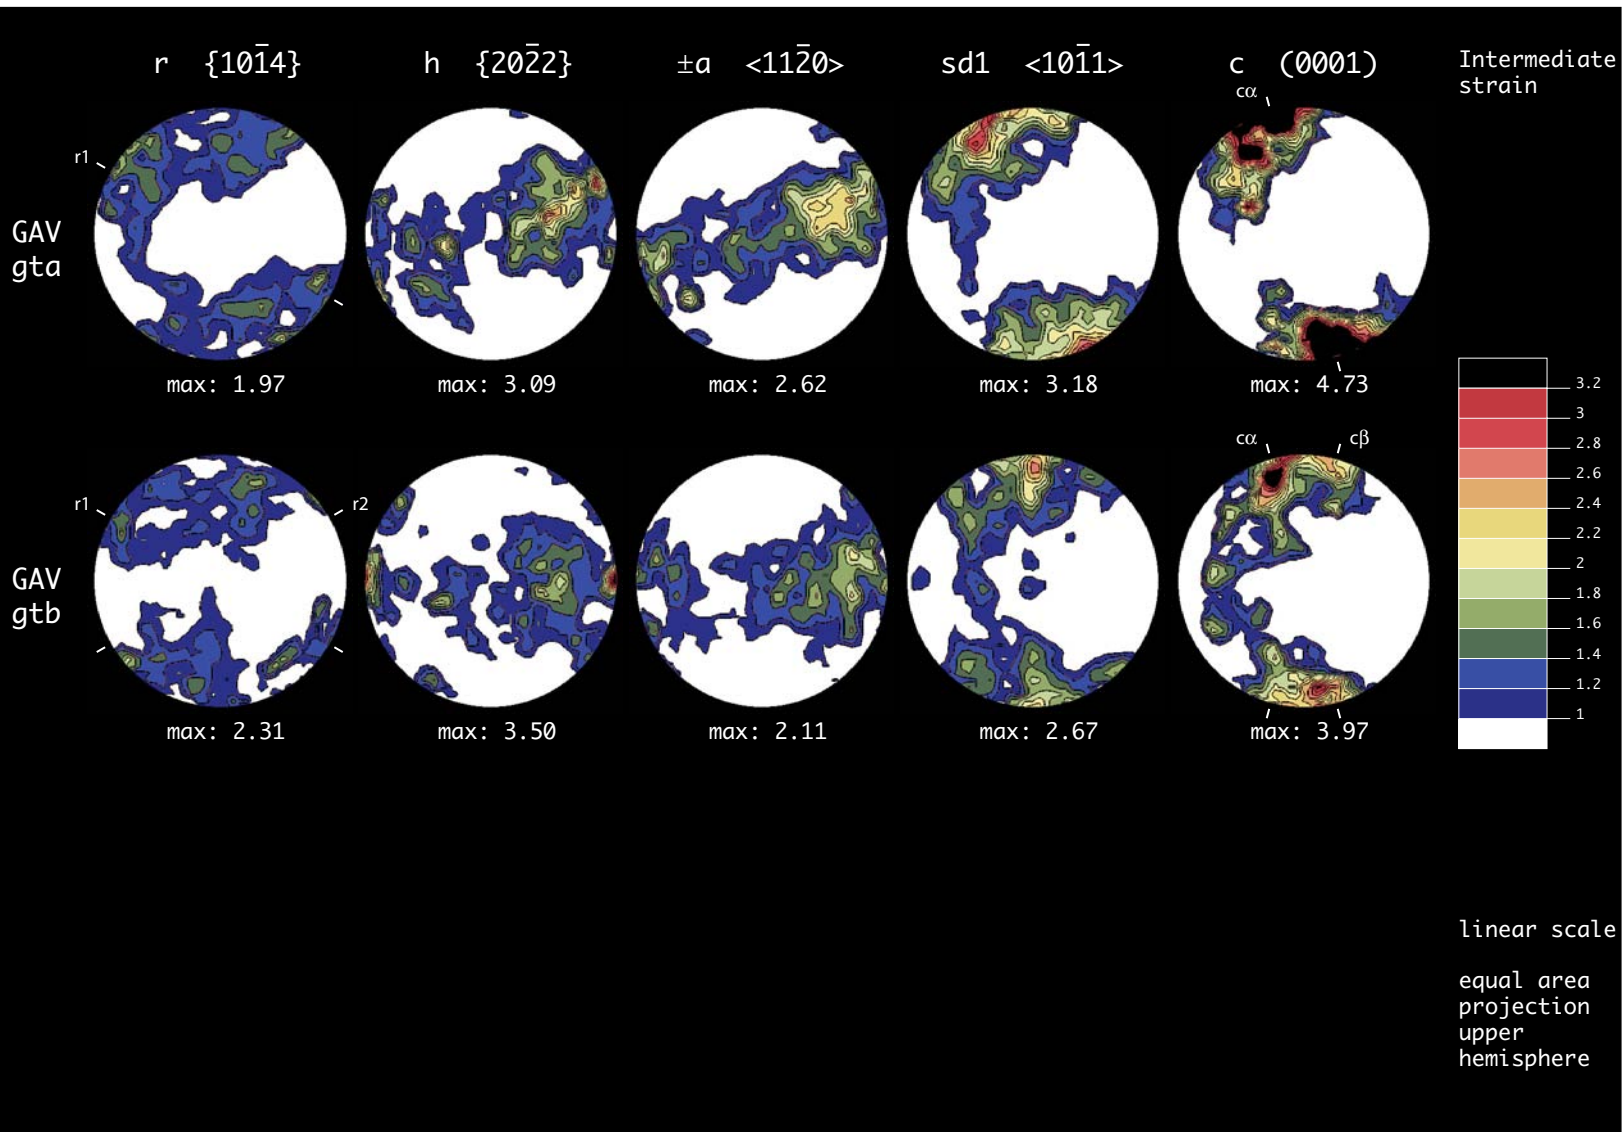 r {101̄4} h {202̄2} ±a <112̄0> sd1 <101̄1> c (0001) Intermediate
strain
cα
r1
GAV
gta
max: 1.97 max: 3.09 max: 2.62 max: 3.18 max: 4.73
3.2
3
2.8
2.6
2.4
2.2
2
1.8
1.6
1.4
1.2
1
cα cβ
r1 r2
GAV
gtb
max: 2.31 max: 3.50 max: 2.11 max: 2.67 max: 3.97
linear scale
equal area
projection
upper
hemisphere